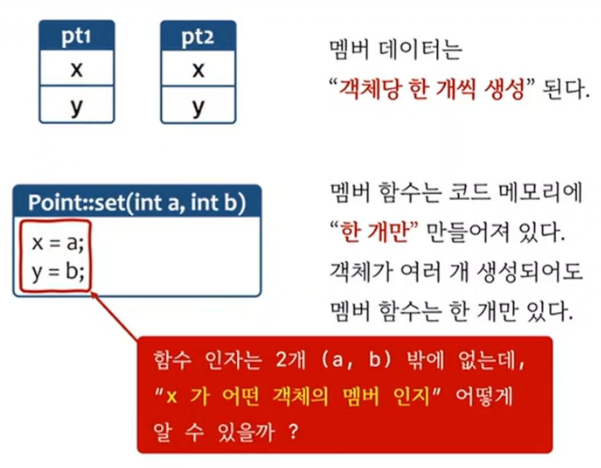 pt1
x
y
pt2
x
y
멤버 데이터는
“객체당 한 개씩 생성” 된다.
Point::set(int a, int b)
x = a;
y = b;
멤버 함수는 코드 메모리에
“한 개만” 만들어져 있다.
객체가 여러 개 생성되어도
멤버 함수는 한 개만 있다.
함수 인자는 2개 (a, b) 밖에 없는데,
“x 가 어떤 객체의 멤버 인지” 어떻게
알 수 있을까 ?